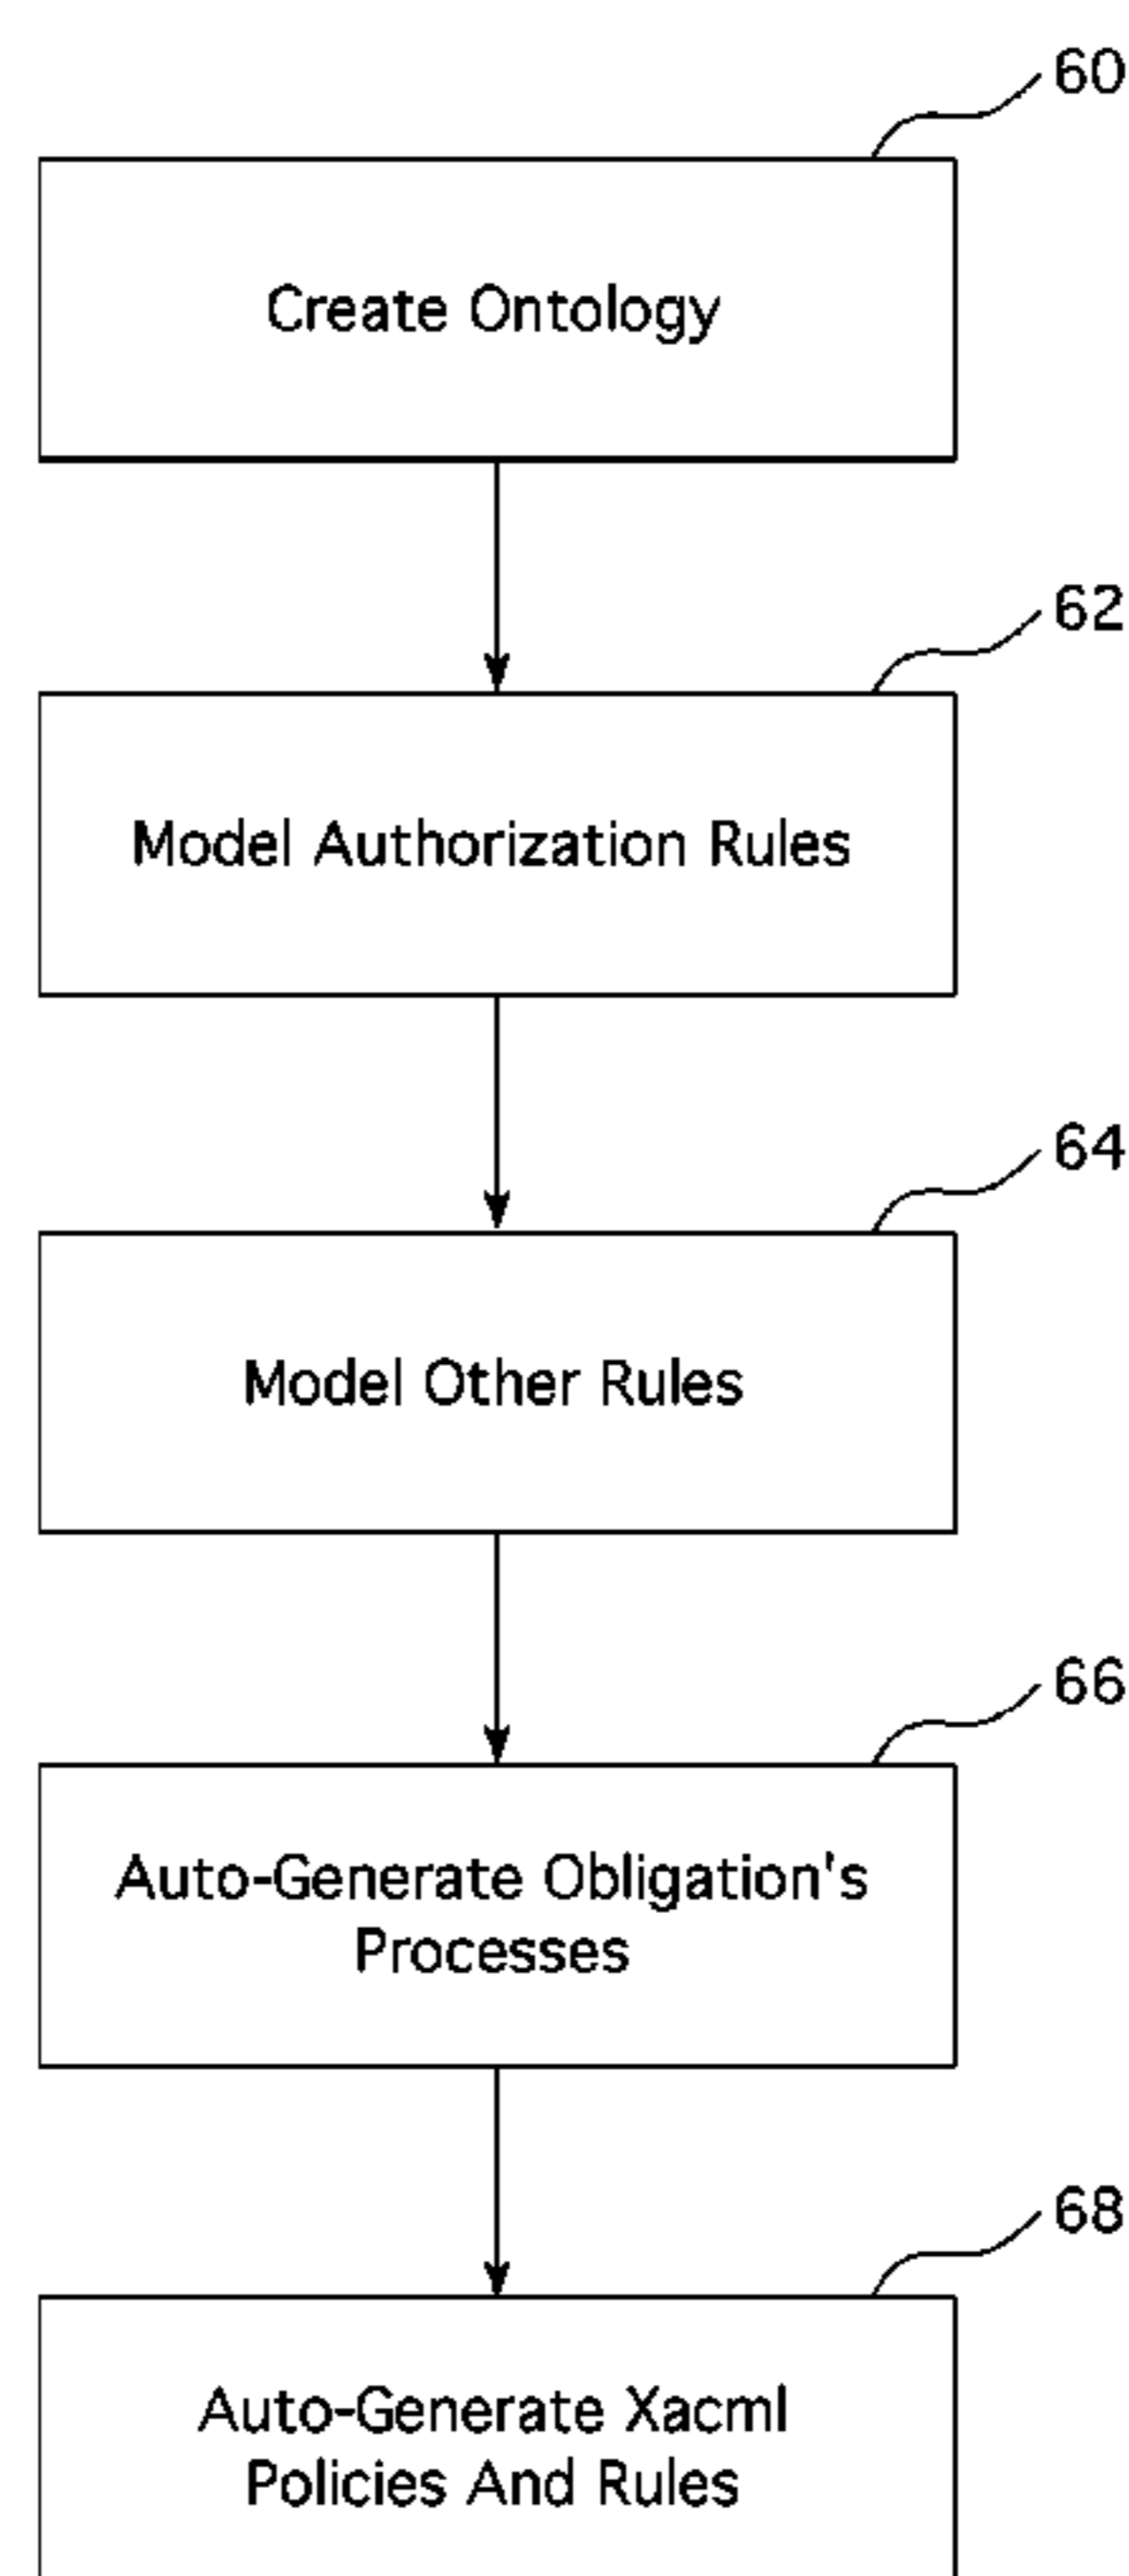 60
Create Ontology
62
Model Authorization Rules
64
Model Other Rules
66
Auto-Generate Obligation's
Processes
68
Auto-Generate Xacml
Policies And Rules